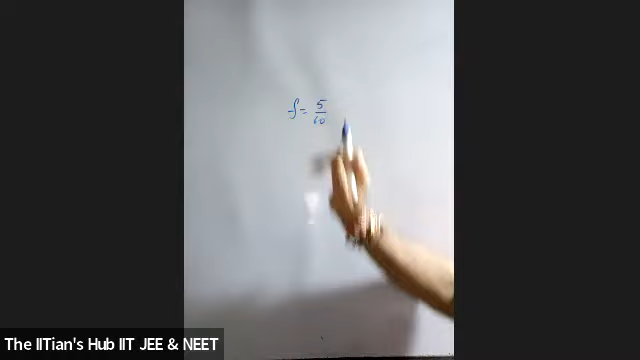 f = 5/60
The IITian's Hub IIT JEE & NEET